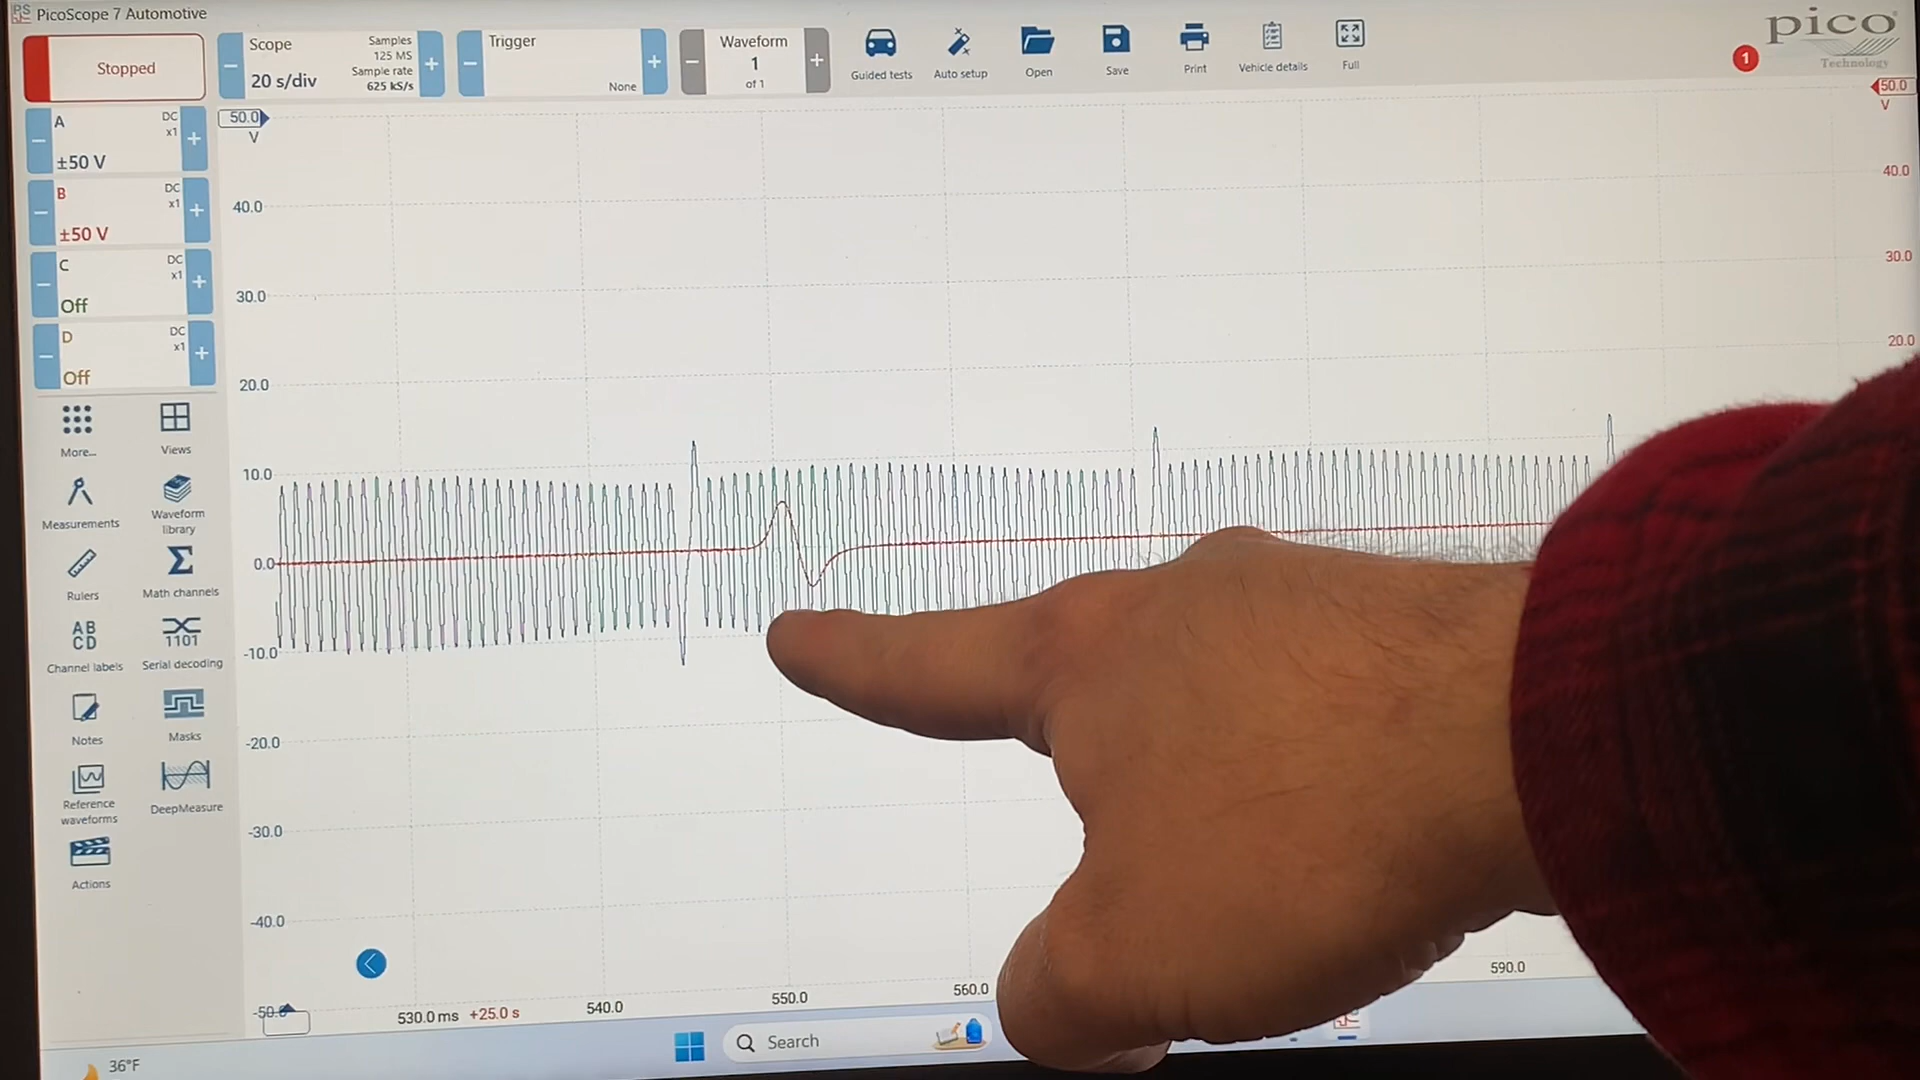 PS
PicoScope 7 Automotive
Stopped
Scope
20 s/div
Samples
125 MS
Sample rate
625 kS/s
Trigger
None
Waveform
1
of 1
Guided tests
Auto setup
Open
Save
Print
Vehicle details
Full
1
pico
Technology
A
DC
x1
±50 V
B
DC
x1
±50 V
C
DC
x1
Off
D
DC
x1
Off
More...
Views
Measurements
Waveform
library
Rulers
Math channels
AB
CD
1101
Channel labels
Serial decoding
Notes
Masks
Reference
waveforms
DeepMeasure
Actions
50.0
V
40.0
30.0
20.0
10.0
0.0
-10.0
-20.0
-30.0
-40.0
-50.0
50.0
V
40.0
30.0
20.0
530.0 ms
+25.0 s
540.0
550.0
560.0
590.0
36°F
Search